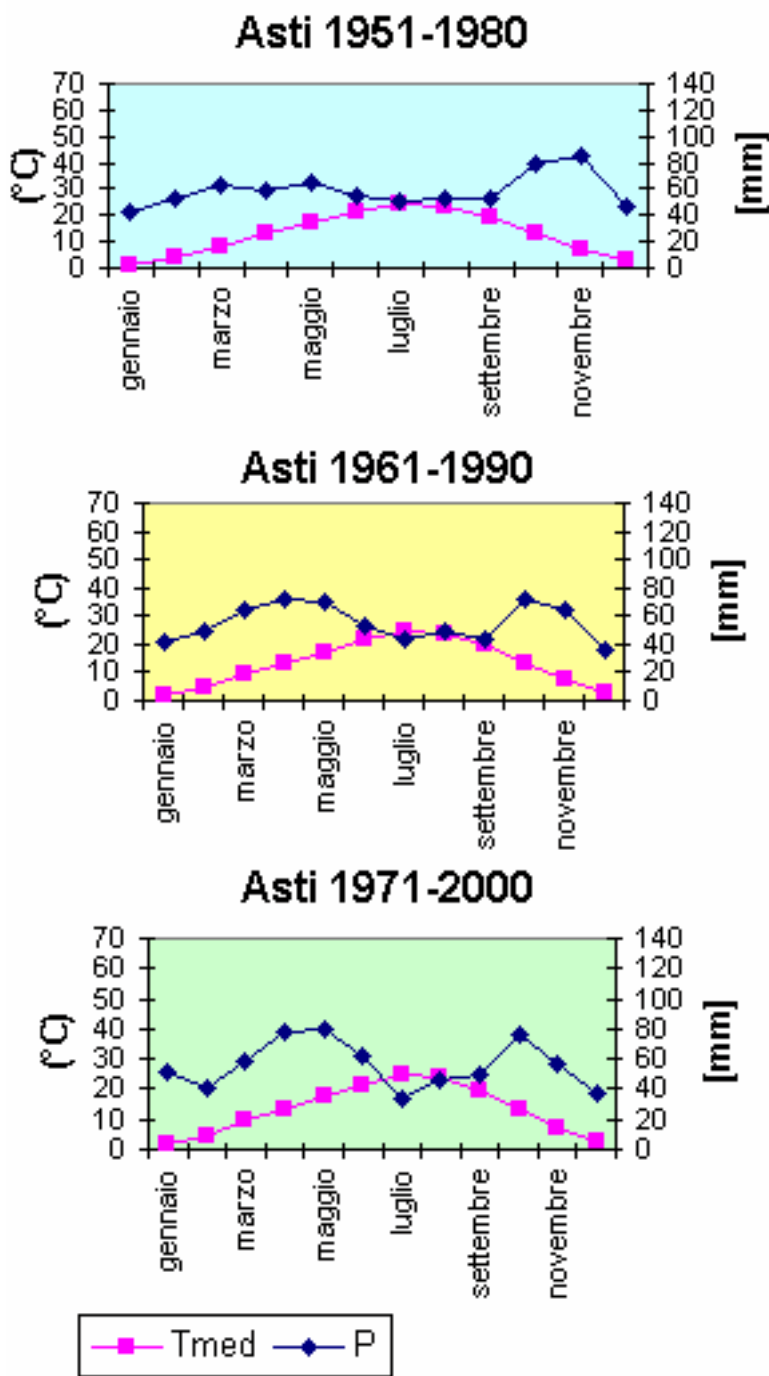 Asti 1951-1980
70 140
60 120
50 100
40 80
30 60
20 40
10 20
0 0
(°C)
[mm]
gennaio
marzo
maggio
luglio
settembre
novembre
Asti 1961-1990
70 140
60 120
50 100
40 80
30 60
20 40
10 20
0 0
(°C)
[mm]
gennaio
marzo
maggio
luglio
settembre
novembre
Asti 1971-2000
70 140
60 120
50 100
40 80
30 60
20 40
10 20
0 0
(°C)
[mm]
gennaio
marzo
maggio
luglio
settembre
novembre
Tmed P